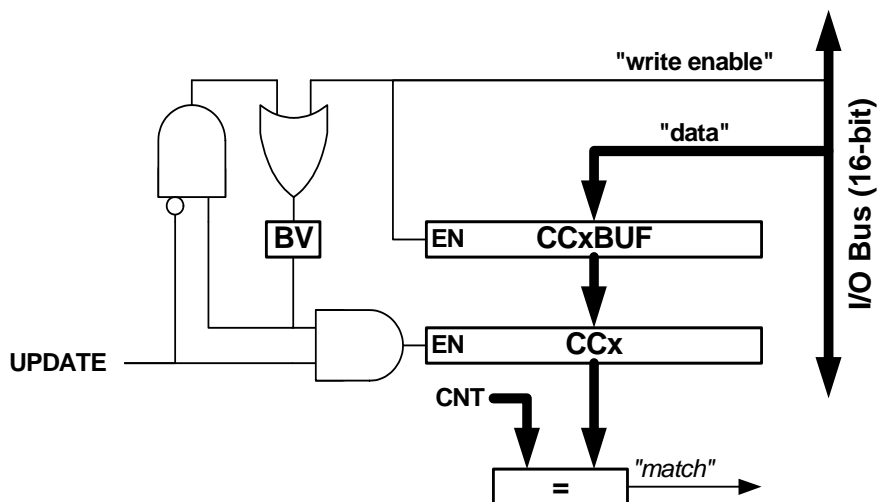 "write enable"
"data"
I/O Bus (16-bit)
BV
EN
CCxBUF
UPDATE
EN
CCx
CNT
=
"match"